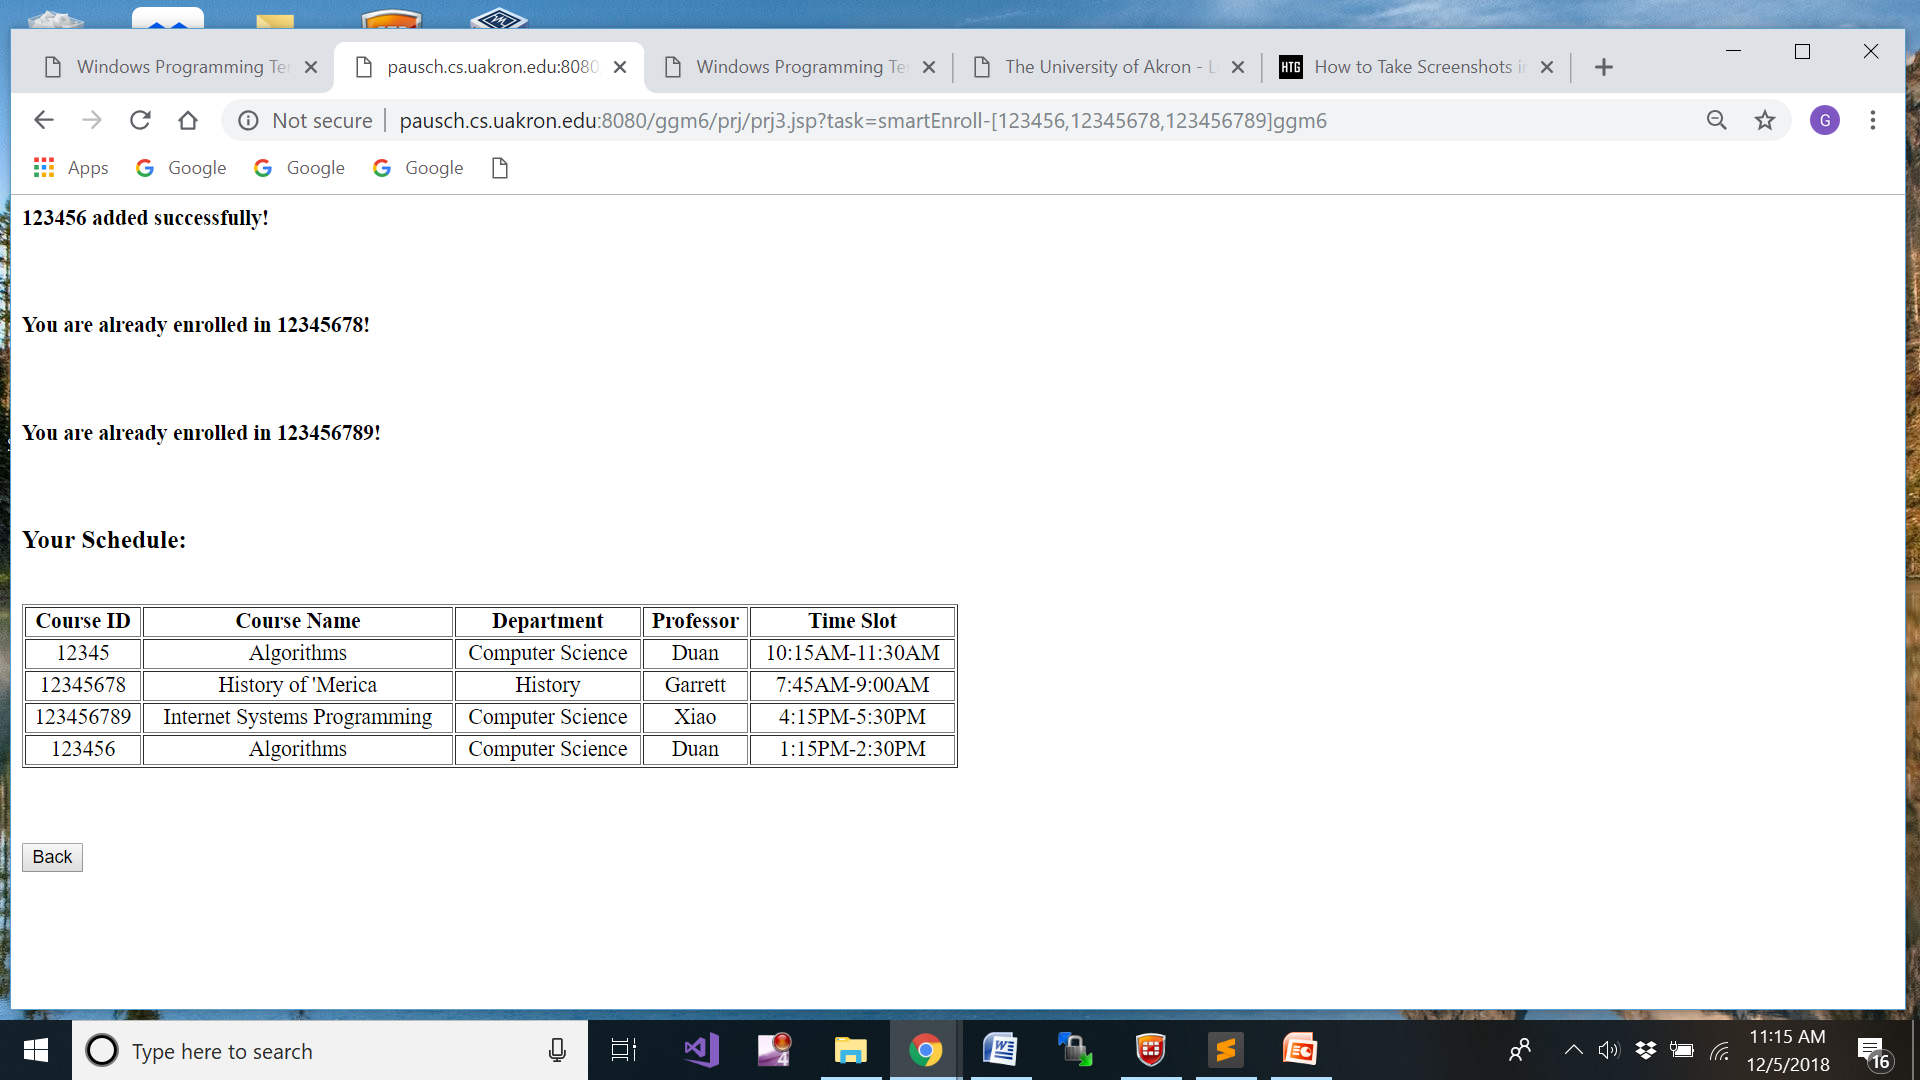 Windows Programming Te
pausch.cs.uakron.edu:8080
Windows Programming Te
The University of Akron - L
HTG How to Take Screenshots i
Not secure pausch.cs.uakron.edu:8080/ggm6/prj/prj3.jsp?task=smartEnroll-[123456,12345678,123456789]ggm6
G
Apps Google Google Google
123456 added successfully!
You are already enrolled in 12345678!
You are already enrolled in 123456789!
Your Schedule:
Course ID Course Name Department Professor Time Slot
12345 Algorithms Computer Science Duan 10:15AM-11:30AM
12345678 History of 'Merica History Garrett 7:45AM-9:00AM
123456789 Internet Systems Programming Computer Science Xiao 4:15PM-5:30PM
123456 Algorithms Computer Science Duan 1:15PM-2:30PM
Back
Type here to search
11:15 AM
12/5/2018
16